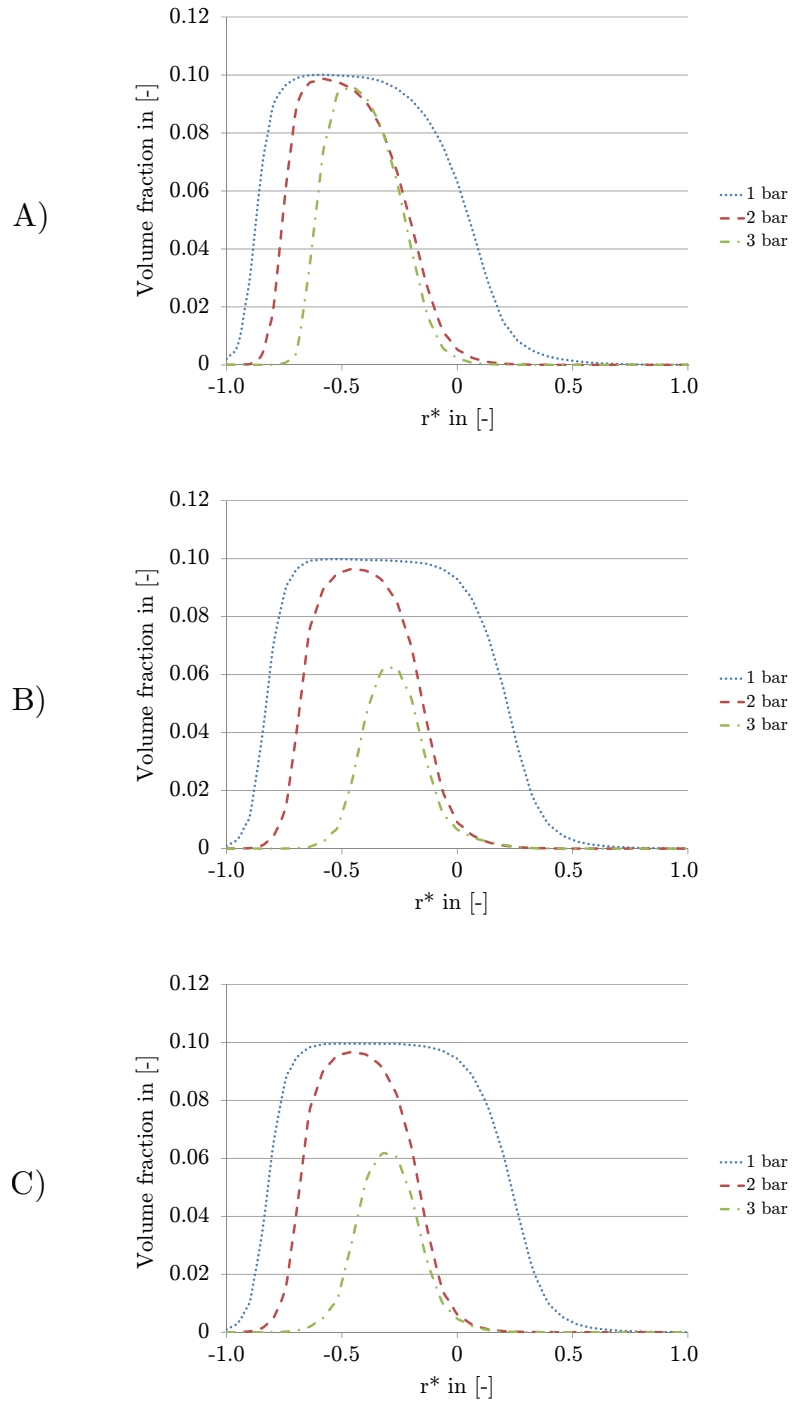 A)
Volume fraction in [-]
0.12
0.10
0.08
0.06
0.04
0.02
0
-1.0 -0.5 0 0.5 1.0
r* in [-]
1 bar
2 bar
3 bar
B)
Volume fraction in [-]
0.12
0.10
0.08
0.06
0.04
0.02
0
-1.0 -0.5 0 0.5 1.0
r* in [-]
1 bar
2 bar
3 bar
C)
Volume fraction in [-]
0.12
0.10
0.08
0.06
0.04
0.02
0
-1.0 -0.5 0 0.5 1.0
r* in [-]
1 bar
2 bar
3 bar